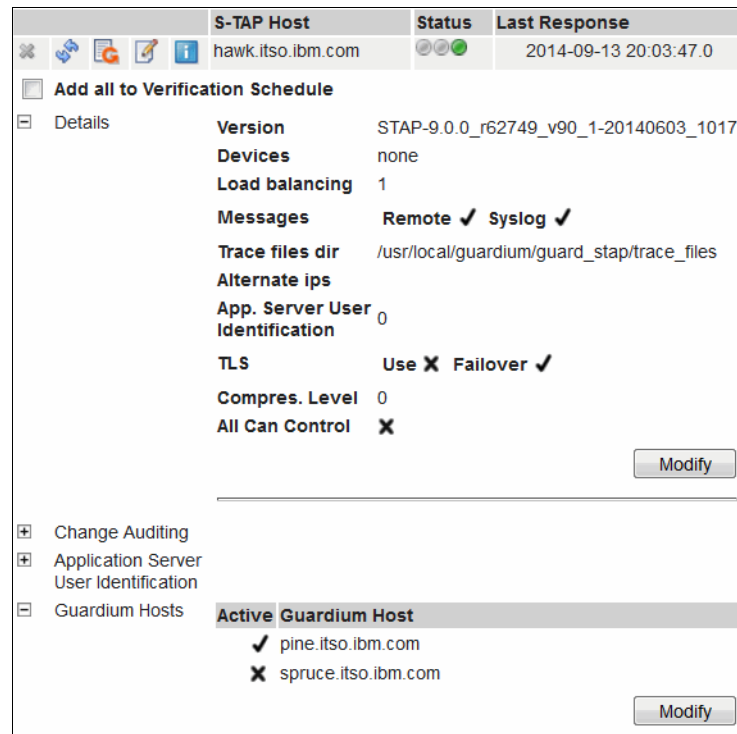 S-TAP Host Status Last Response
hawk.itso.ibm.com 2014-09-13 20:03:47.0
Add all to Verification Schedule
Details
Version STAP-9.0.0_r62749_v90_1-20140603_1017
Devices none
Load balancing 1
Messages Remote ✓ Syslog ✓
Trace files dir /usr/local/guardium/guard_stap/trace_files
Alternate ips
App. Server User
Identification 0
TLS Use ✗ Failover ✓
Compres. Level 0
All Can Control ✗
Modify
Change Auditing
Application Server
User Identification
Guardium Hosts
Active Guardium Host
✓ pine.itso.ibm.com
✗ spruce.itso.ibm.com
Modify